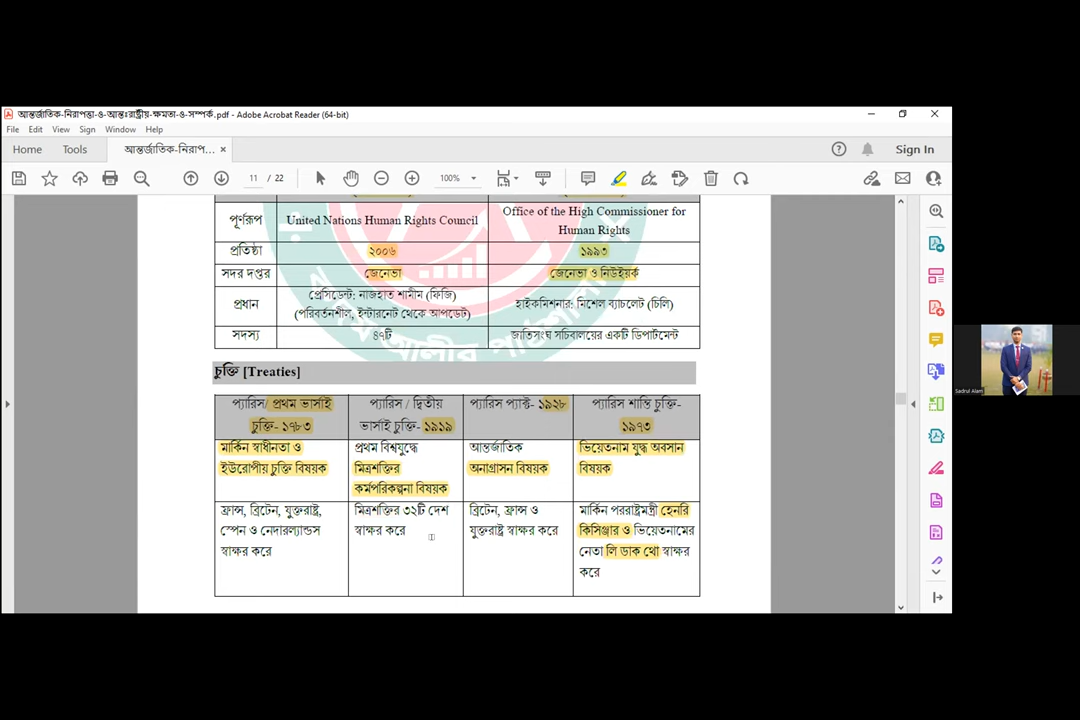 আন্তর্জাতিক-নিরাপত্তা-ও-আন্তঃরাষ্ট্রীয়-ক্ষমতা-ও-সম্পর্ক.pdf - Adobe Acrobat Reader (64-bit)
File Edit View Sign Window Help
Home Tools আন্তর্জাতিক-নিরাপ... × Sign In
11 / 22 100%
পূর্ণরূপ United Nations Human Rights Council Office of the High Commissioner for
Human Rights
প্রতিষ্ঠা ২০০৬ ১৯৯৩
সদর দপ্তর জেনেভা জেনেভা ও নিউইয়র্ক
প্রধান প্রেসিডেন্ট: নাজহাত শামীম (ফিজি) হাইকমিশনার: মিশেল ব্যাচলেট (চিলি)
(পরিবর্তনশীল, ইন্টারনেট থেকে আপডেট)
সদস্য ৪৭টি জাতিসংঘ সচিবালয়ের একটি ডিপার্টমেন্ট
চুক্তি [Treaties]
প্যারিস/ প্রথম ভার্সাই প্যারিস / দ্বিতীয় প্যারিস প্যাক্ট- ১৯২৮ প্যারিস শান্তি চুক্তি-
চুক্তি- ১৭৮৩ ভার্সাই চুক্তি- ১৯১৯ ১৯৭৩
মার্কিন স্বাধীনতা ও প্রথম বিশ্বযুদ্ধে আন্তর্জাতিক ভিয়েতনাম যুদ্ধ অবসান
ইউরোপীয় চুক্তি বিষয়ক মিত্রশক্তির অনাগ্রাসন বিষয়ক বিষয়ক
কর্মপরিকল্পনা বিষয়ক
ফ্রান্স, ব্রিটেন, যুক্তরাষ্ট্র, মিত্রশক্তির ৩২টি দেশ ব্রিটেন, ফ্রান্স ও মার্কিন পররাষ্ট্রমন্ত্রী হেনরি
স্পেন ও নেদারল্যান্ডস স্বাক্ষর করে যুক্তরাষ্ট্র স্বাক্ষর করে কিসিঞ্জার ও ভিয়েতনামের
স্বাক্ষর করে নেতা লি ডাক থো স্বাক্ষর
করে
Sadrul Alam